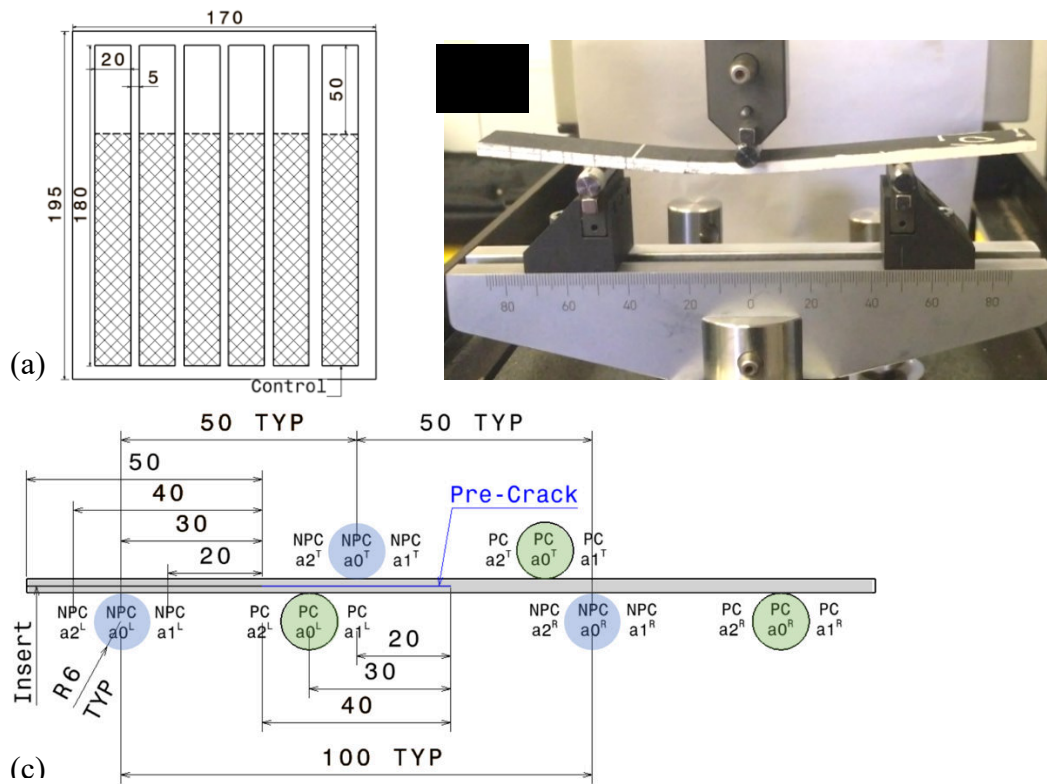 170
20
5
50
195
180
(a)
Control
80
60
40
20
0
20
40
60
80
50 TYP
50 TYP
50
40
30
20
Pre-Crack
NPC NPC NPC
a2ᵀ a0ᵀ a1ᵀ
PC PC PC
a2ᵀ a0ᵀ a1ᵀ
NPC NPC NPC
a2ᴸ a0ᴸ a1ᴸ
PC PC PC
a2ᴸ a0ᴸ a1ᴸ
NPC NPC NPC
a2ᴿ a0ᴿ a1ᴿ
PC PC PC
a2ᴿ a0ᴿ a1ᴿ
Insert
R6
TYP
20
30
40
100 TYP
(c)